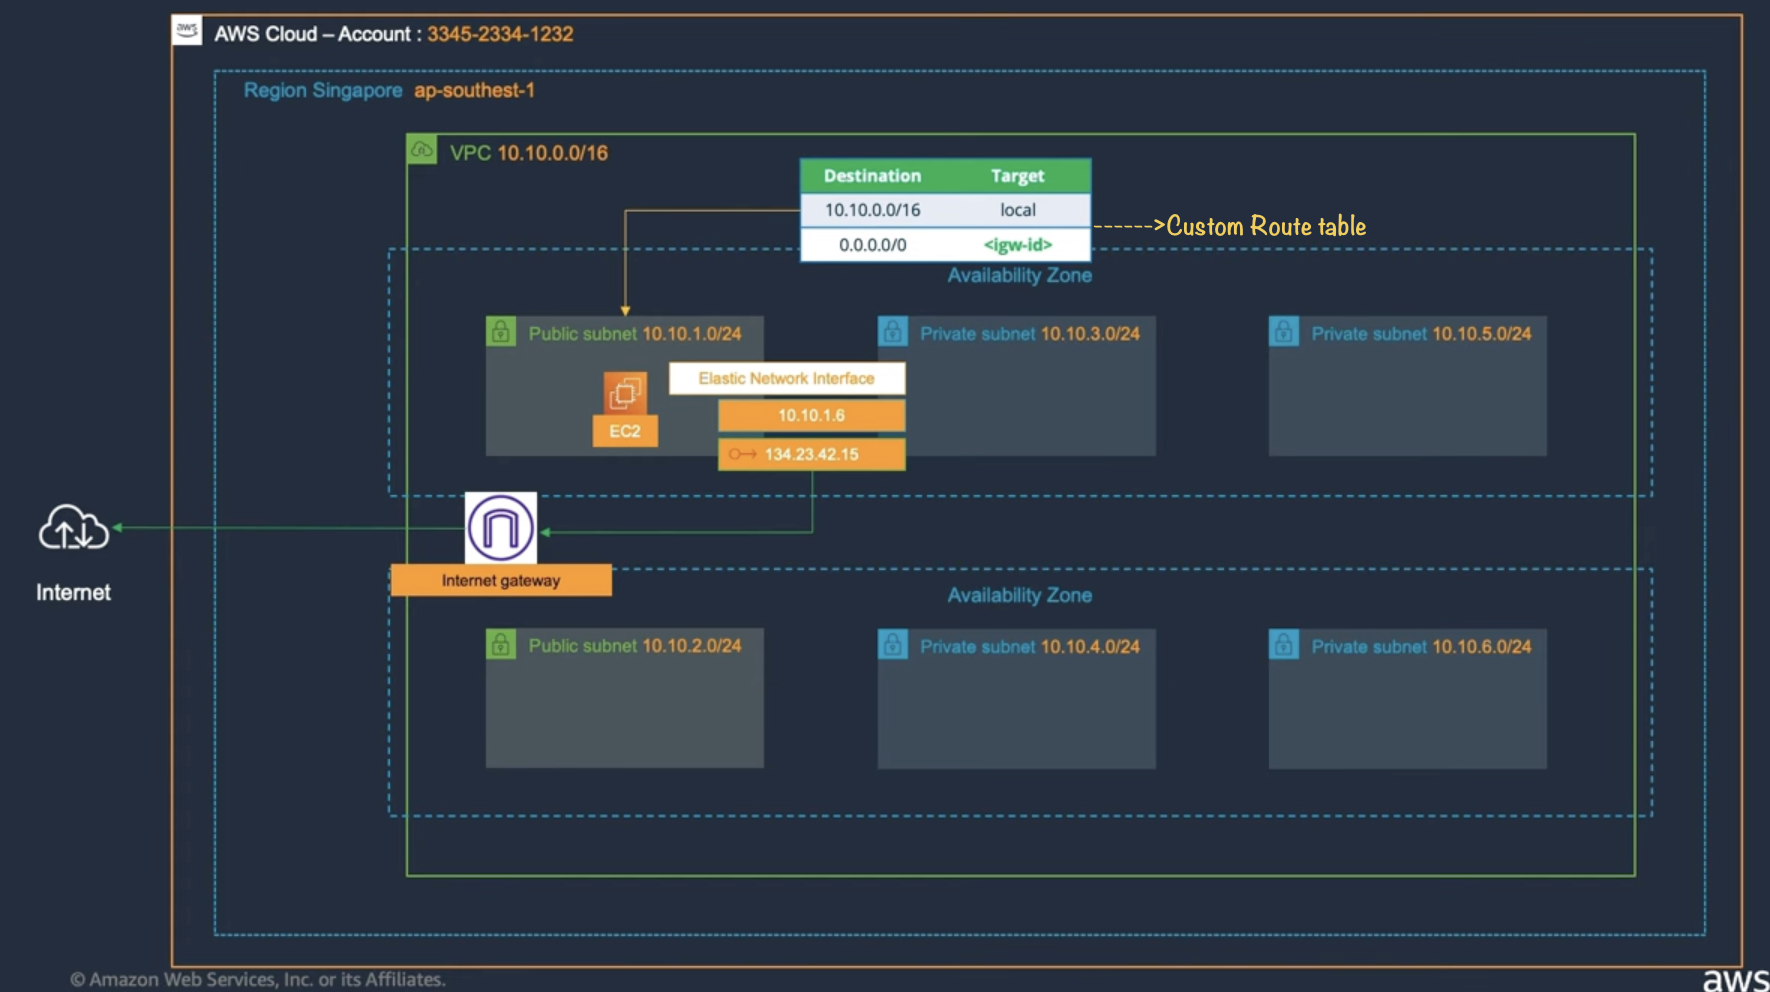 aws
AWS Cloud – Account : 3345-2334-1232
Region Singapore ap-southest-1
VPC 10.10.0.0/16
Destination Target
10.10.0.0/16 local
0.0.0.0/0 <igw-id>
------>Custom Route table
Availability Zone
Public subnet 10.10.1.0/24
Private subnet 10.10.3.0/24
Private subnet 10.10.5.0/24
Elastic Network Interface
10.10.1.6
EC2
134.23.42.15
Internet gateway
Internet
Availability Zone
Public subnet 10.10.2.0/24
Private subnet 10.10.4.0/24
Private subnet 10.10.6.0/24
© Amazon Web Services, Inc. or its Affiliates.
aws